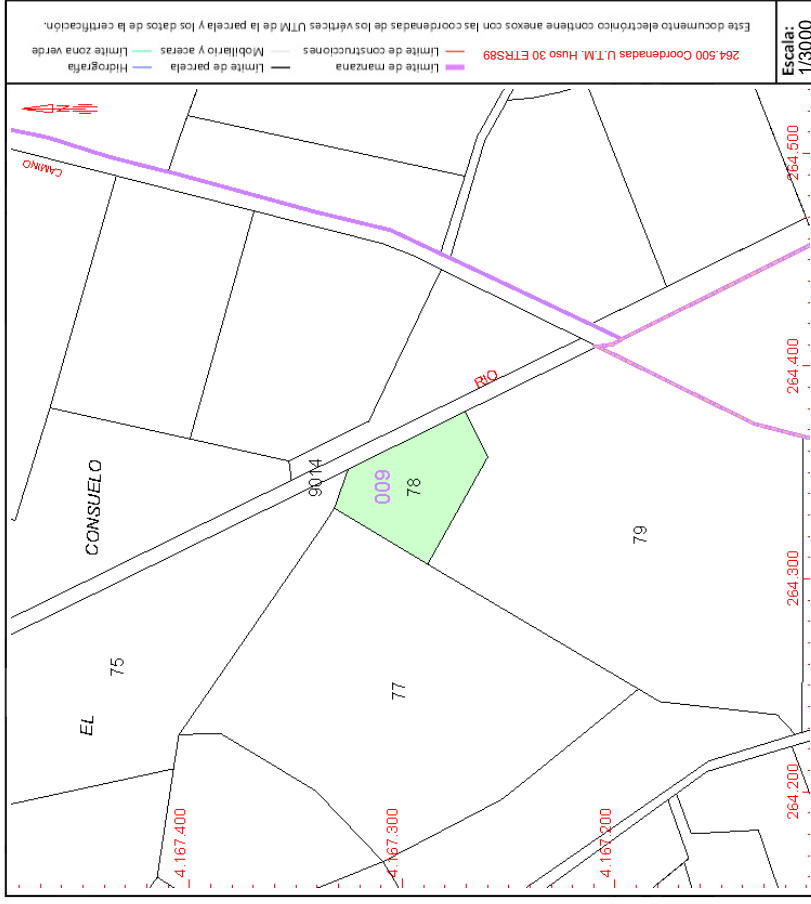 Este documento electrónico contiene anexos con las coordenadas de los vértices UTM de la parcela y los datos de la certificación.
264.500 Coordenadas U.T.M. Huso 30 ETRS89
Límite de manzana
Límite de construcciones
Límite de parcela
Mobiliario y aceras
Hidrografía
Límite zona verde
Escala:
1/3000
CAMINO
264.500
264.400
264.300
264.200
4.167.400
4.167.300
4.167.200
RIO
CONSUELO
EL
9014
009
78
75
77
79